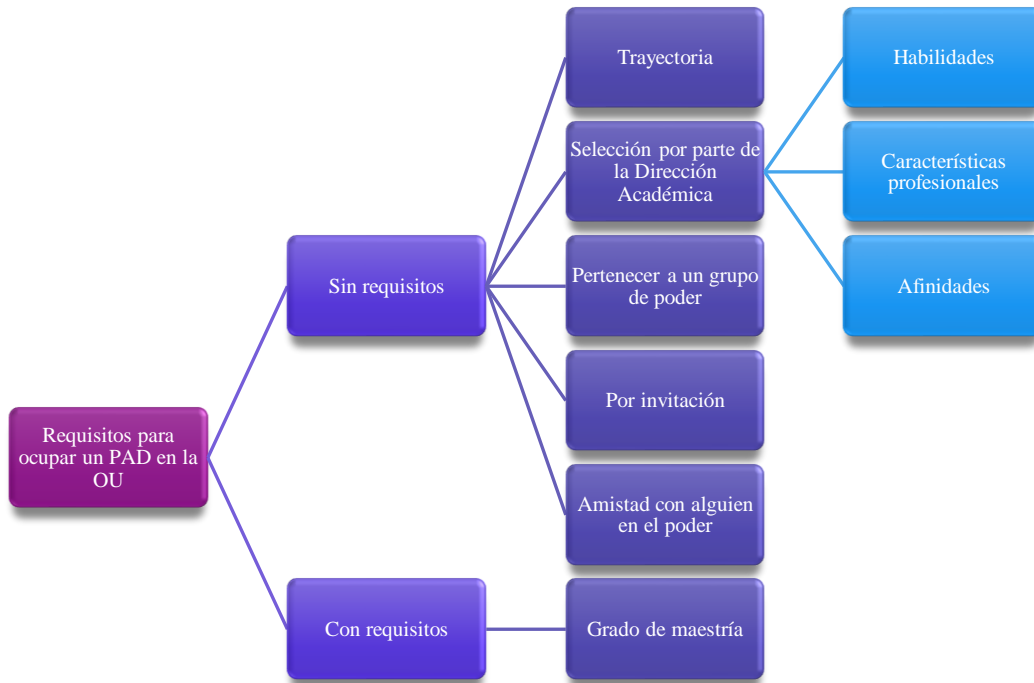 Requisitos para
ocupar un PAD en la
OU
Sin requisitos
Trayectoria
Selección por parte de
la Dirección
Académica
Habilidades
Características
profesionales
Afinidades
Pertenecer a un grupo
de poder
Por invitación
Amistad con alguien
en el poder
Con requisitos
Grado de maestría